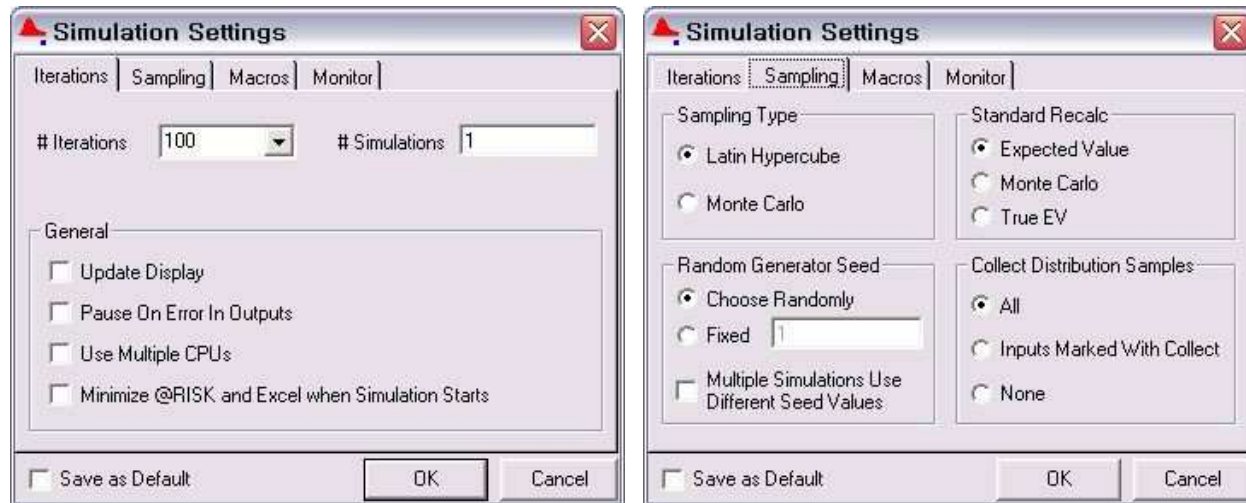 Simulation Settings
Iterations Sampling Macros Monitor
# Iterations 100 # Simulations 1
General
Update Display
Pause On Error In Outputs
Use Multiple CPUs
Minimize @RISK and Excel when Simulation Starts
Save as Default OK Cancel
Simulation Settings
Iterations Sampling Macros Monitor
Sampling Type
Latin Hypercube
Monte Carlo
Standard Recalc
Expected Value
Monte Carlo
True EV
Random Generator Seed
Choose Randomly
Fixed 1
Multiple Simulations Use
Different Seed Values
Collect Distribution Samples
All
Inputs Marked With Collect
None
Save as Default OK Cancel